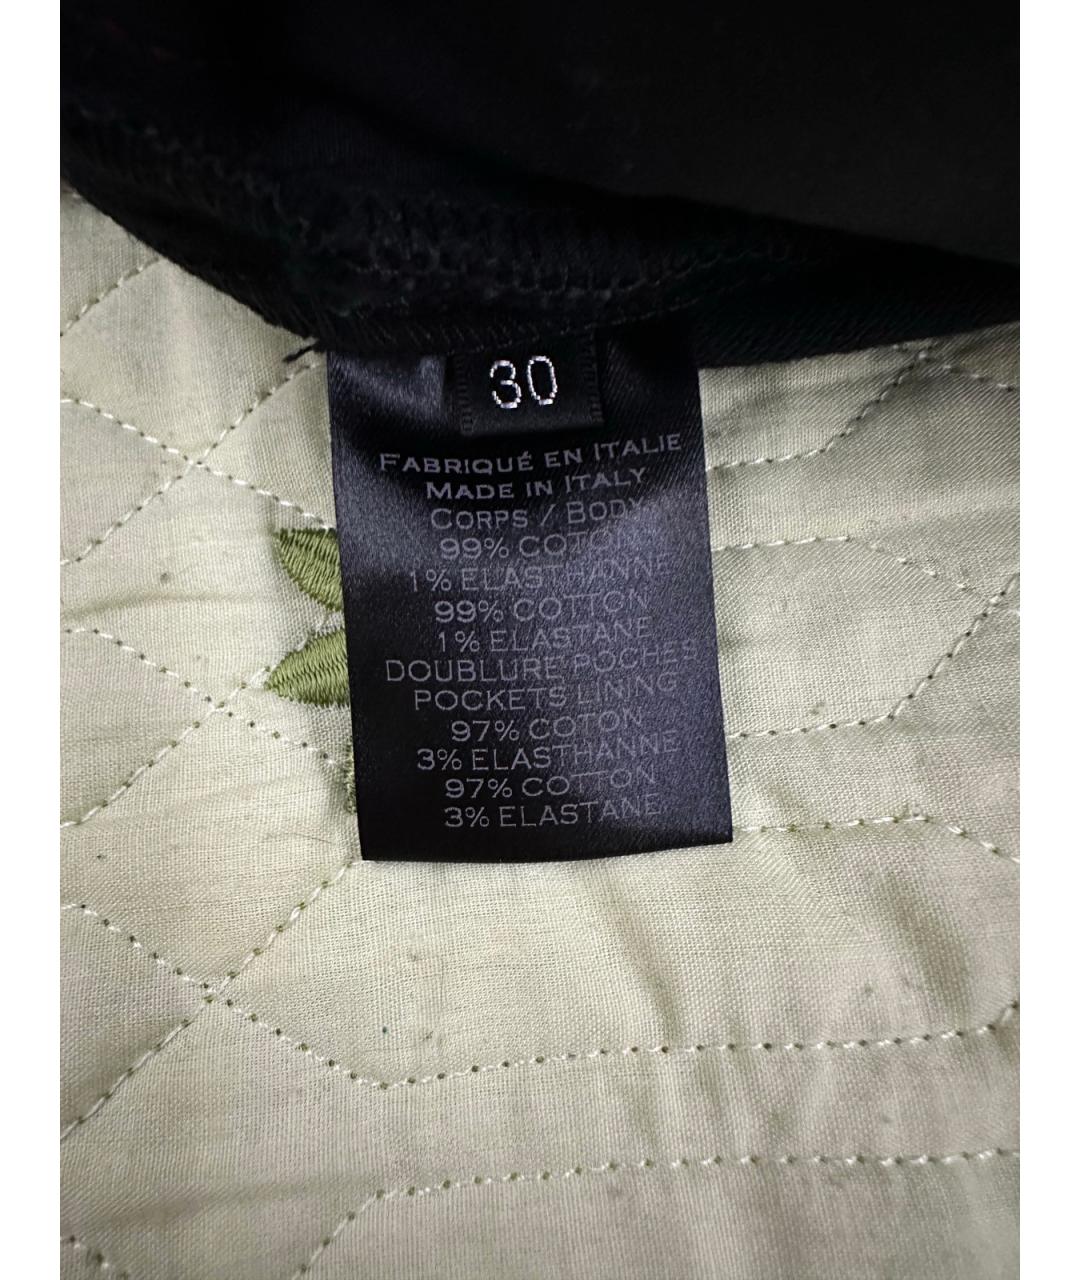 30
FABRIQUÉ EN ITALIE
MADE IN ITALY
CORPS / BODY
99% COTON
1% ELASTHANNE
99% COTTON
1% ELASTANE
DOUBLURE POCHES
POCKETS LINING
97% COTON
3% ELASTHANNE
97% COTTON
3% ELASTANE